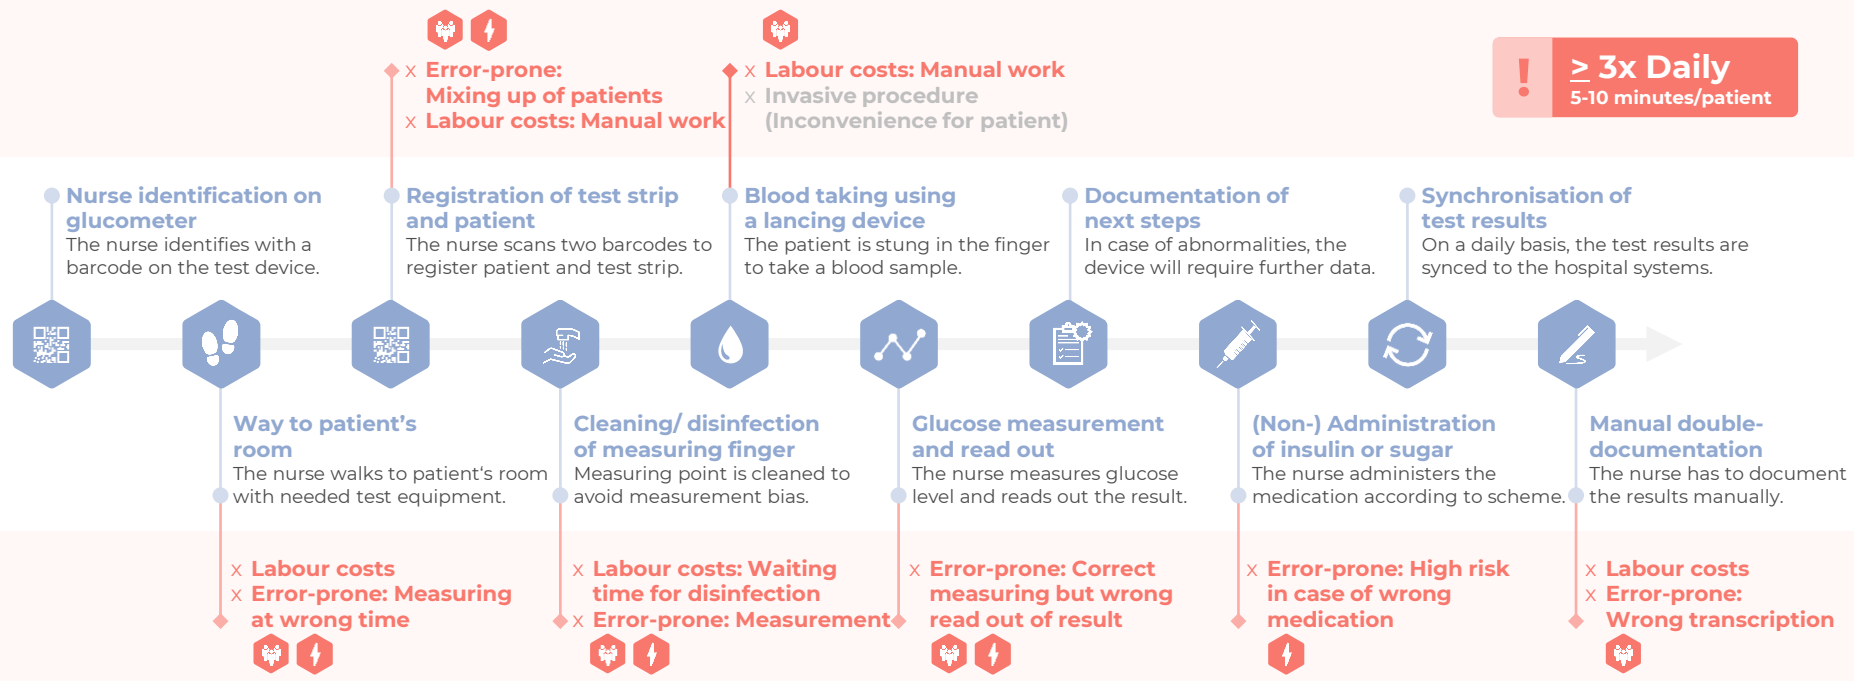 x Error-prone:
Mixing up of patients
x Labour costs: Manual work
x Labour costs: Manual work
x Invasive procedure
(Inconvenience for patient)
!
≥ 3x Daily
5-10 minutes/patient
Nurse identification on
glucometer
The nurse identifies with a
barcode on the test device.
Registration of test strip
and patient
The nurse scans two barcodes to
register patient and test strip.
Blood taking using
a lancing device
The patient is stung in the finger
to take a blood sample.
Documentation of
next steps
In case of abnormalities, the
device will require further data.
Synchronisation of
test results
On a daily basis, the test results are
synced to the hospital systems.
Way to patient's
room
The nurse walks to patient‘s room
with needed test equipment.
Cleaning/ disinfection
of measuring finger
Measuring point is cleaned to
avoid measurement bias.
Glucose measurement
and read out
The nurse measures glucose
level and reads out the result.
(Non-) Administration
of insulin or sugar
The nurse administers the
medication according to scheme.
Manual double-
documentation
The nurse has to document
the results manually.
x Labour costs
x Error-prone: Measuring
at wrong time
x Labour costs: Waiting
time for disinfection
x Error-prone: Measurement
x Error-prone: Correct
measuring but wrong
read out of result
x Error-prone: High risk
in case of wrong
medication
x Labour costs
x Error-prone:
Wrong transcription